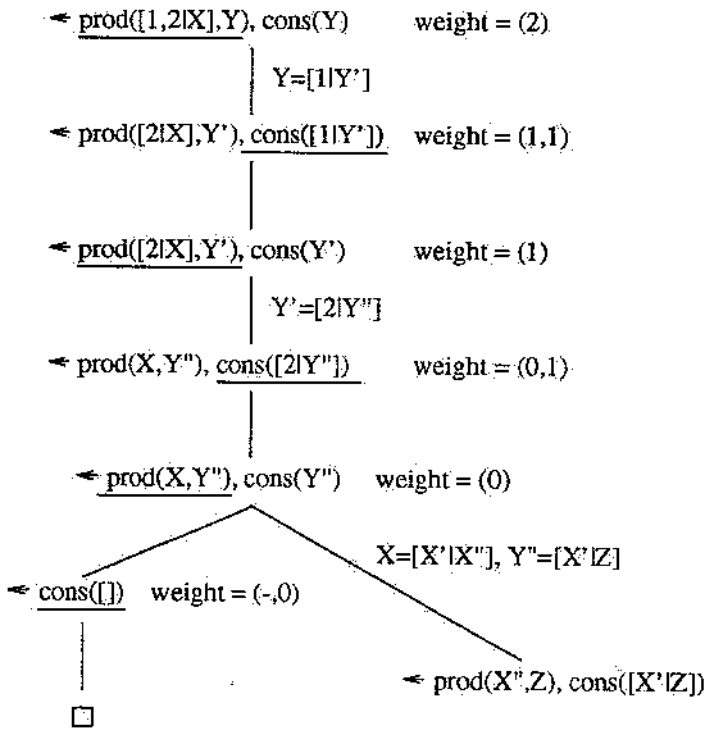 ← prod([1,2|X],Y), cons(Y) weight = (2)
Y=[1|Y']
← prod([2|X],Y'), cons([1|Y']) weight = (1,1)
← prod([2|X],Y'), cons(Y') weight = (1)
Y'=[2|Y"]
← prod(X,Y"), cons([2|Y"]) weight = (0,1)
← prod(X,Y"), cons(Y") weight = (0)
X=[X'|X"], Y"=[X'|Z]
← cons([]) weight = (-,0)
← prod(X",Z), cons([X'|Z])